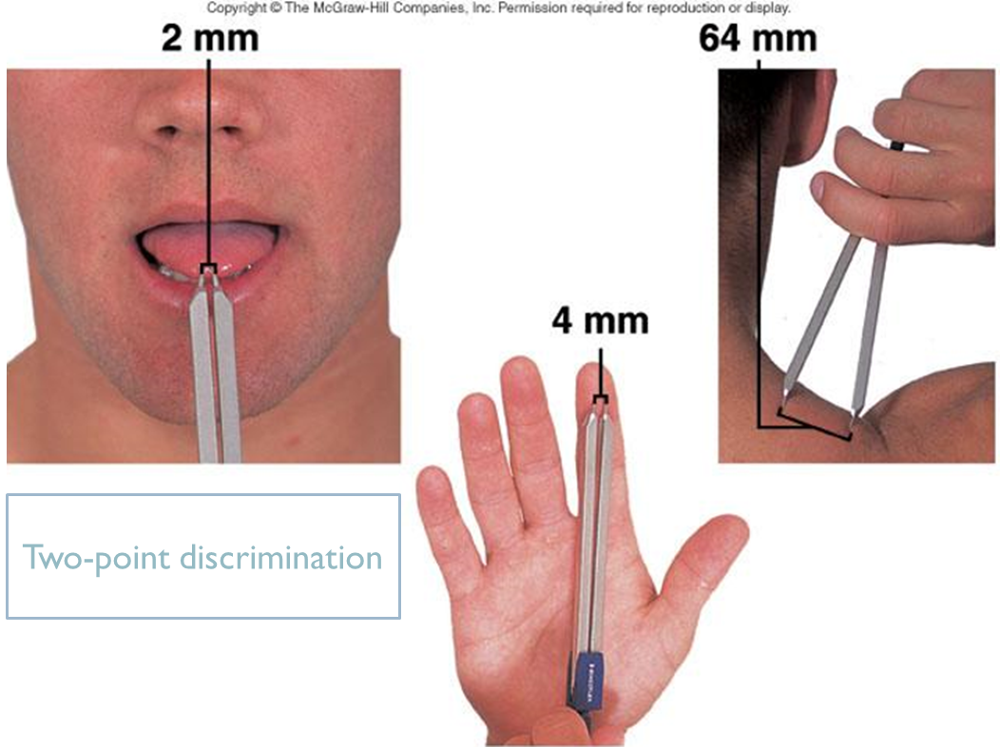 Copyright © The McGraw-Hill Companies, Inc. Permission required for reproduction or display.
2 mm
64 mm
4 mm
Two-point discrimination